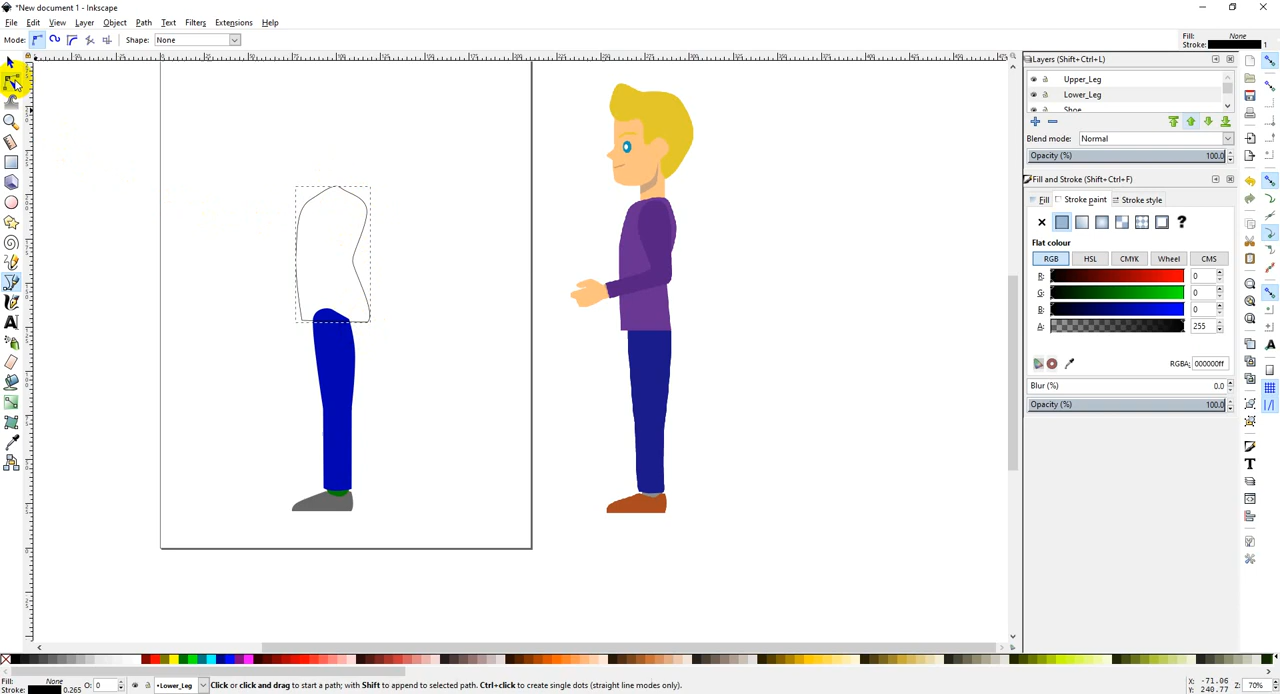 *New document 1 - Inkscape
File Edit View Layer Object Path Text Filters Extensions Help
Mode: Shape: None
Fill: None
Stroke: 1
Layers (Shift+Ctrl+L)
Upper_Leg
Lower_Leg
Shoe
Blend mode: Normal
Opacity (%) 100.0
Fill and Stroke (Shift+Ctrl+F)
Fill Stroke paint Stroke style
Flat colour
RGB HSL CMYK Wheel CMS
R: 0
G: 0
B: 0
A: 255
RGBA: 000000ff
Blur (%) 0.0
Opacity (%) 100.0
Fill: None
Stroke: 0.265 O: 0 •Lower_Leg Click or click and drag to start a path; with Shift to append to selected path. Ctrl+click to create single dots (straight line modes only).
X: -71.06
Y: 240.77
Z: 70%